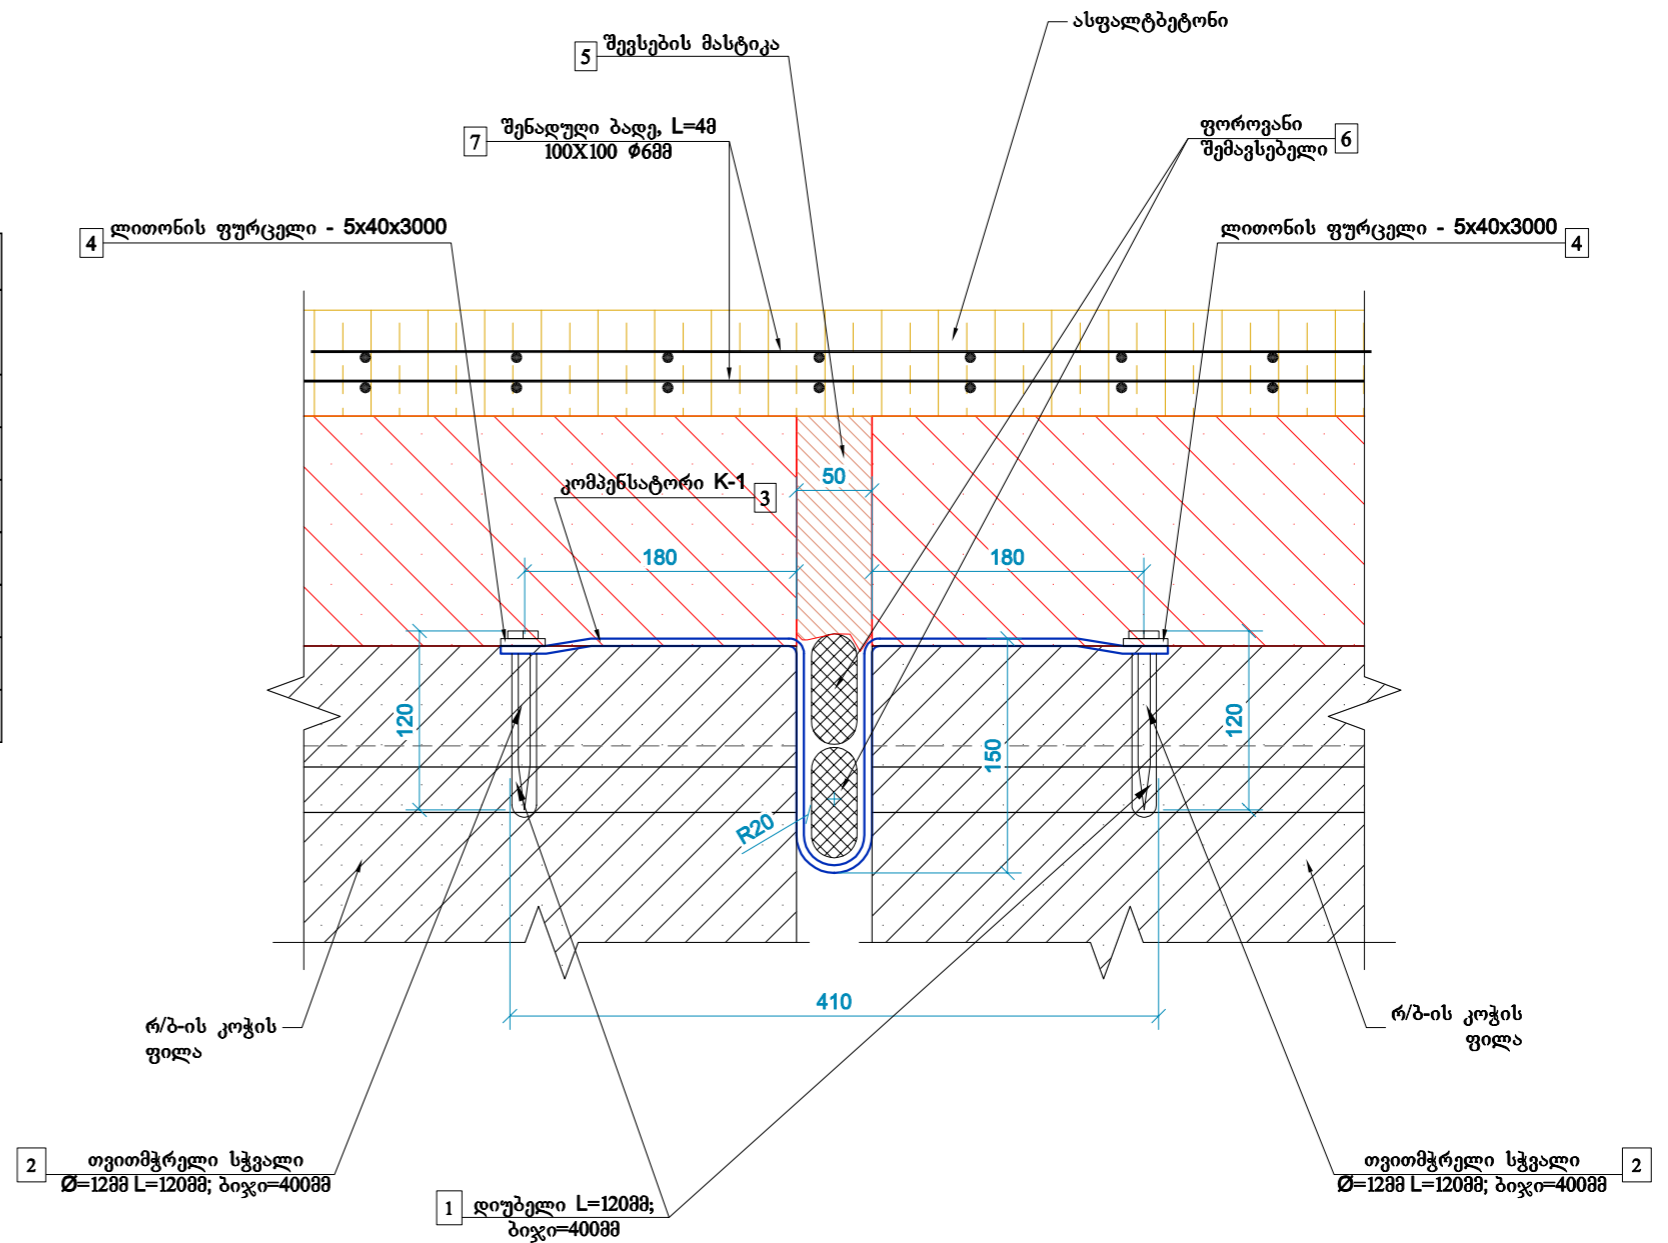 ასფალტბეტონი
5 შევსების მასტიკა
7 შენადუღი ბადე, L=4მ
100X100 Ø6მმ
ფოროვანი
შემავსებელი 6
4 ლითონის ფურცელი - 5x40x3000
ლითონის ფურცელი - 5x40x3000 4
50
კომპენსატორი K-1 3
180
180
120
150
120
R20
410
რ/ბ-ის კოჭის
ფილა
რ/ბ-ის კოჭის
ფილა
2 თვითმჭრელი სჭვალი
Ø=12მმ L=120მმ; ბიჯი=400მმ
თვითმჭრელი სჭვალი 2
Ø=12მმ L=120მმ; ბიჯი=400მმ
1 დიუბელი L=120მმ;
ბიჯი=400მმ